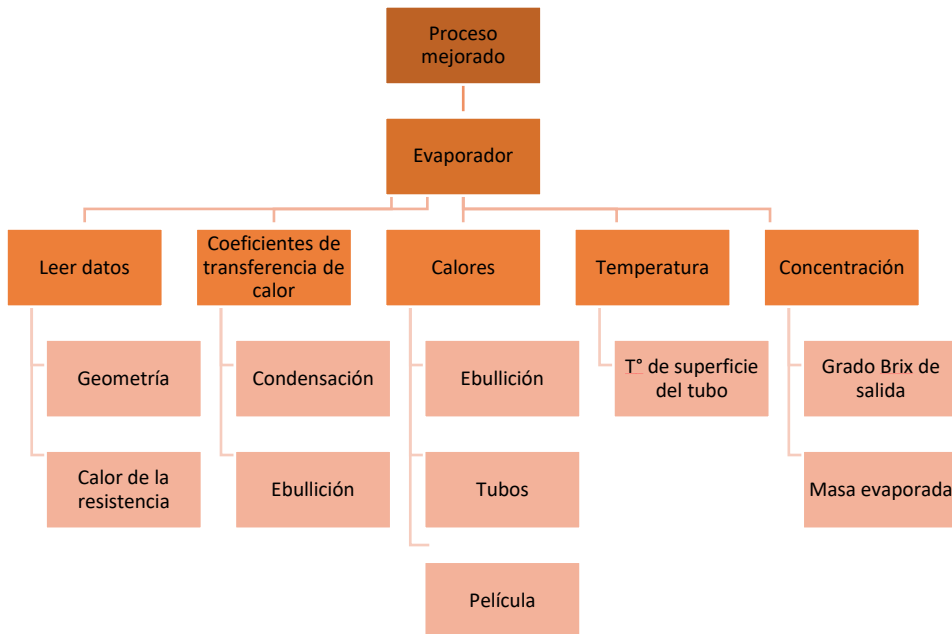 Proceso
mejorado
Evaporador
Leer datos
Coeficientes de
transferencia de
calor
Calores
Temperatura
Concentración
Geometría
Condensación
Ebullición
T° de superficie
del tubo
Grado Brix de
salida
Calor de la
resistencia
Ebullición
Tubos
Masa evaporada
Película